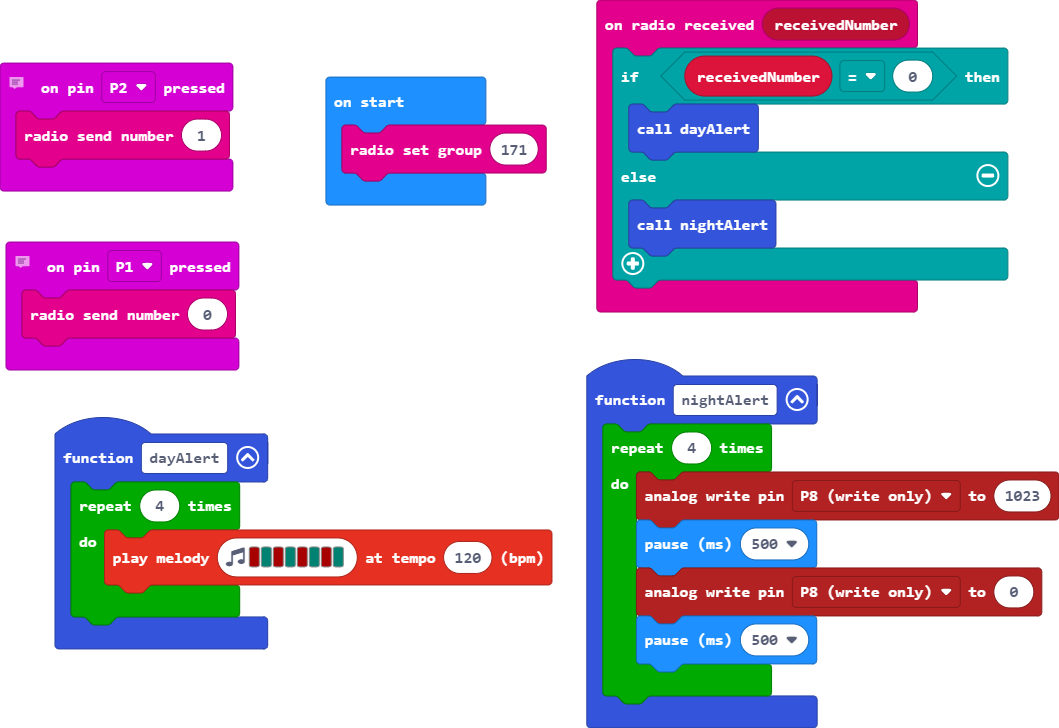 on pin P2 pressed
radio send number 1
on start
radio set group 171
on radio received receivedNumber
if receivedNumber = 0 then
call dayAlert
else
call nightAlert
on pin P1 pressed
radio send number 0
function dayAlert
repeat 4 times
do
play melody at tempo 120 (bpm)
function nightAlert
repeat 4 times
do
analog write pin P8 (write only) to 1023
pause (ms) 500
analog write pin P8 (write only) to 0
pause (ms) 500